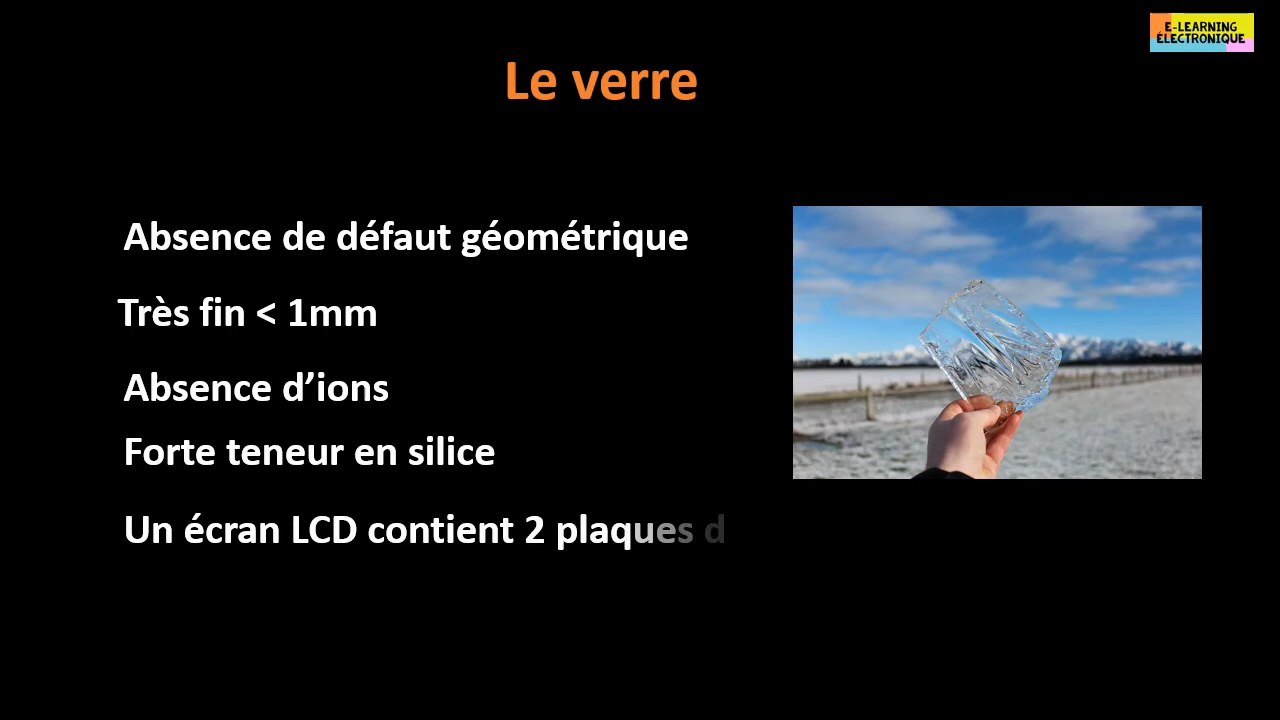 E-LEARNING
ÉLECTRONIQUE
Le verre
Absence de défaut géométrique
Très fin < 1mm
Absence d’ions
Forte teneur en silice
Un écran LCD contient 2 plaques d